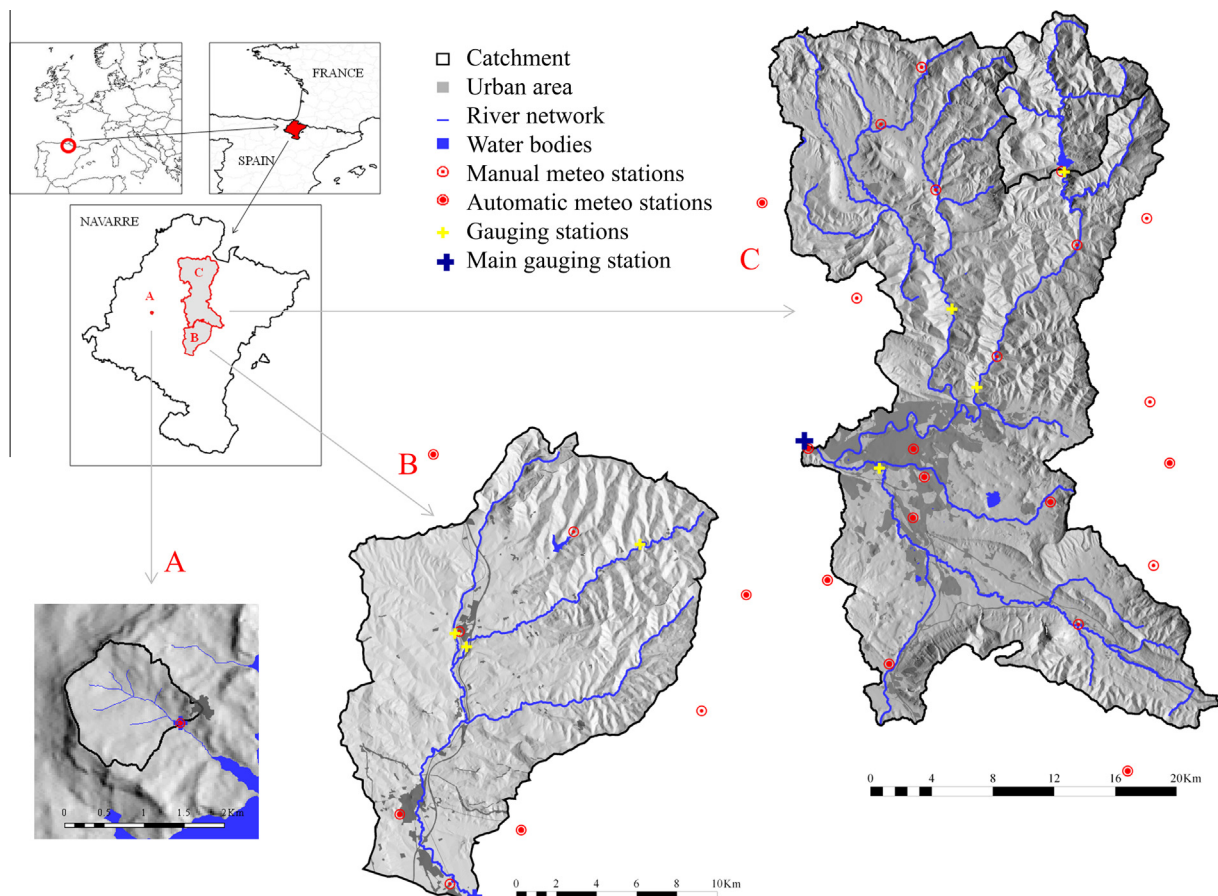 FRANCE
SPAIN
NAVARRE
C
A
B
Catchment
Urban area
River network
Water bodies
Manual meteo stations
Automatic meteo stations
Gauging stations
Main gauging station
C
B
A
0 0.5 1 1.5 2Km
0 2 4 6 8 10Km
0 4 8 12 16 20Km